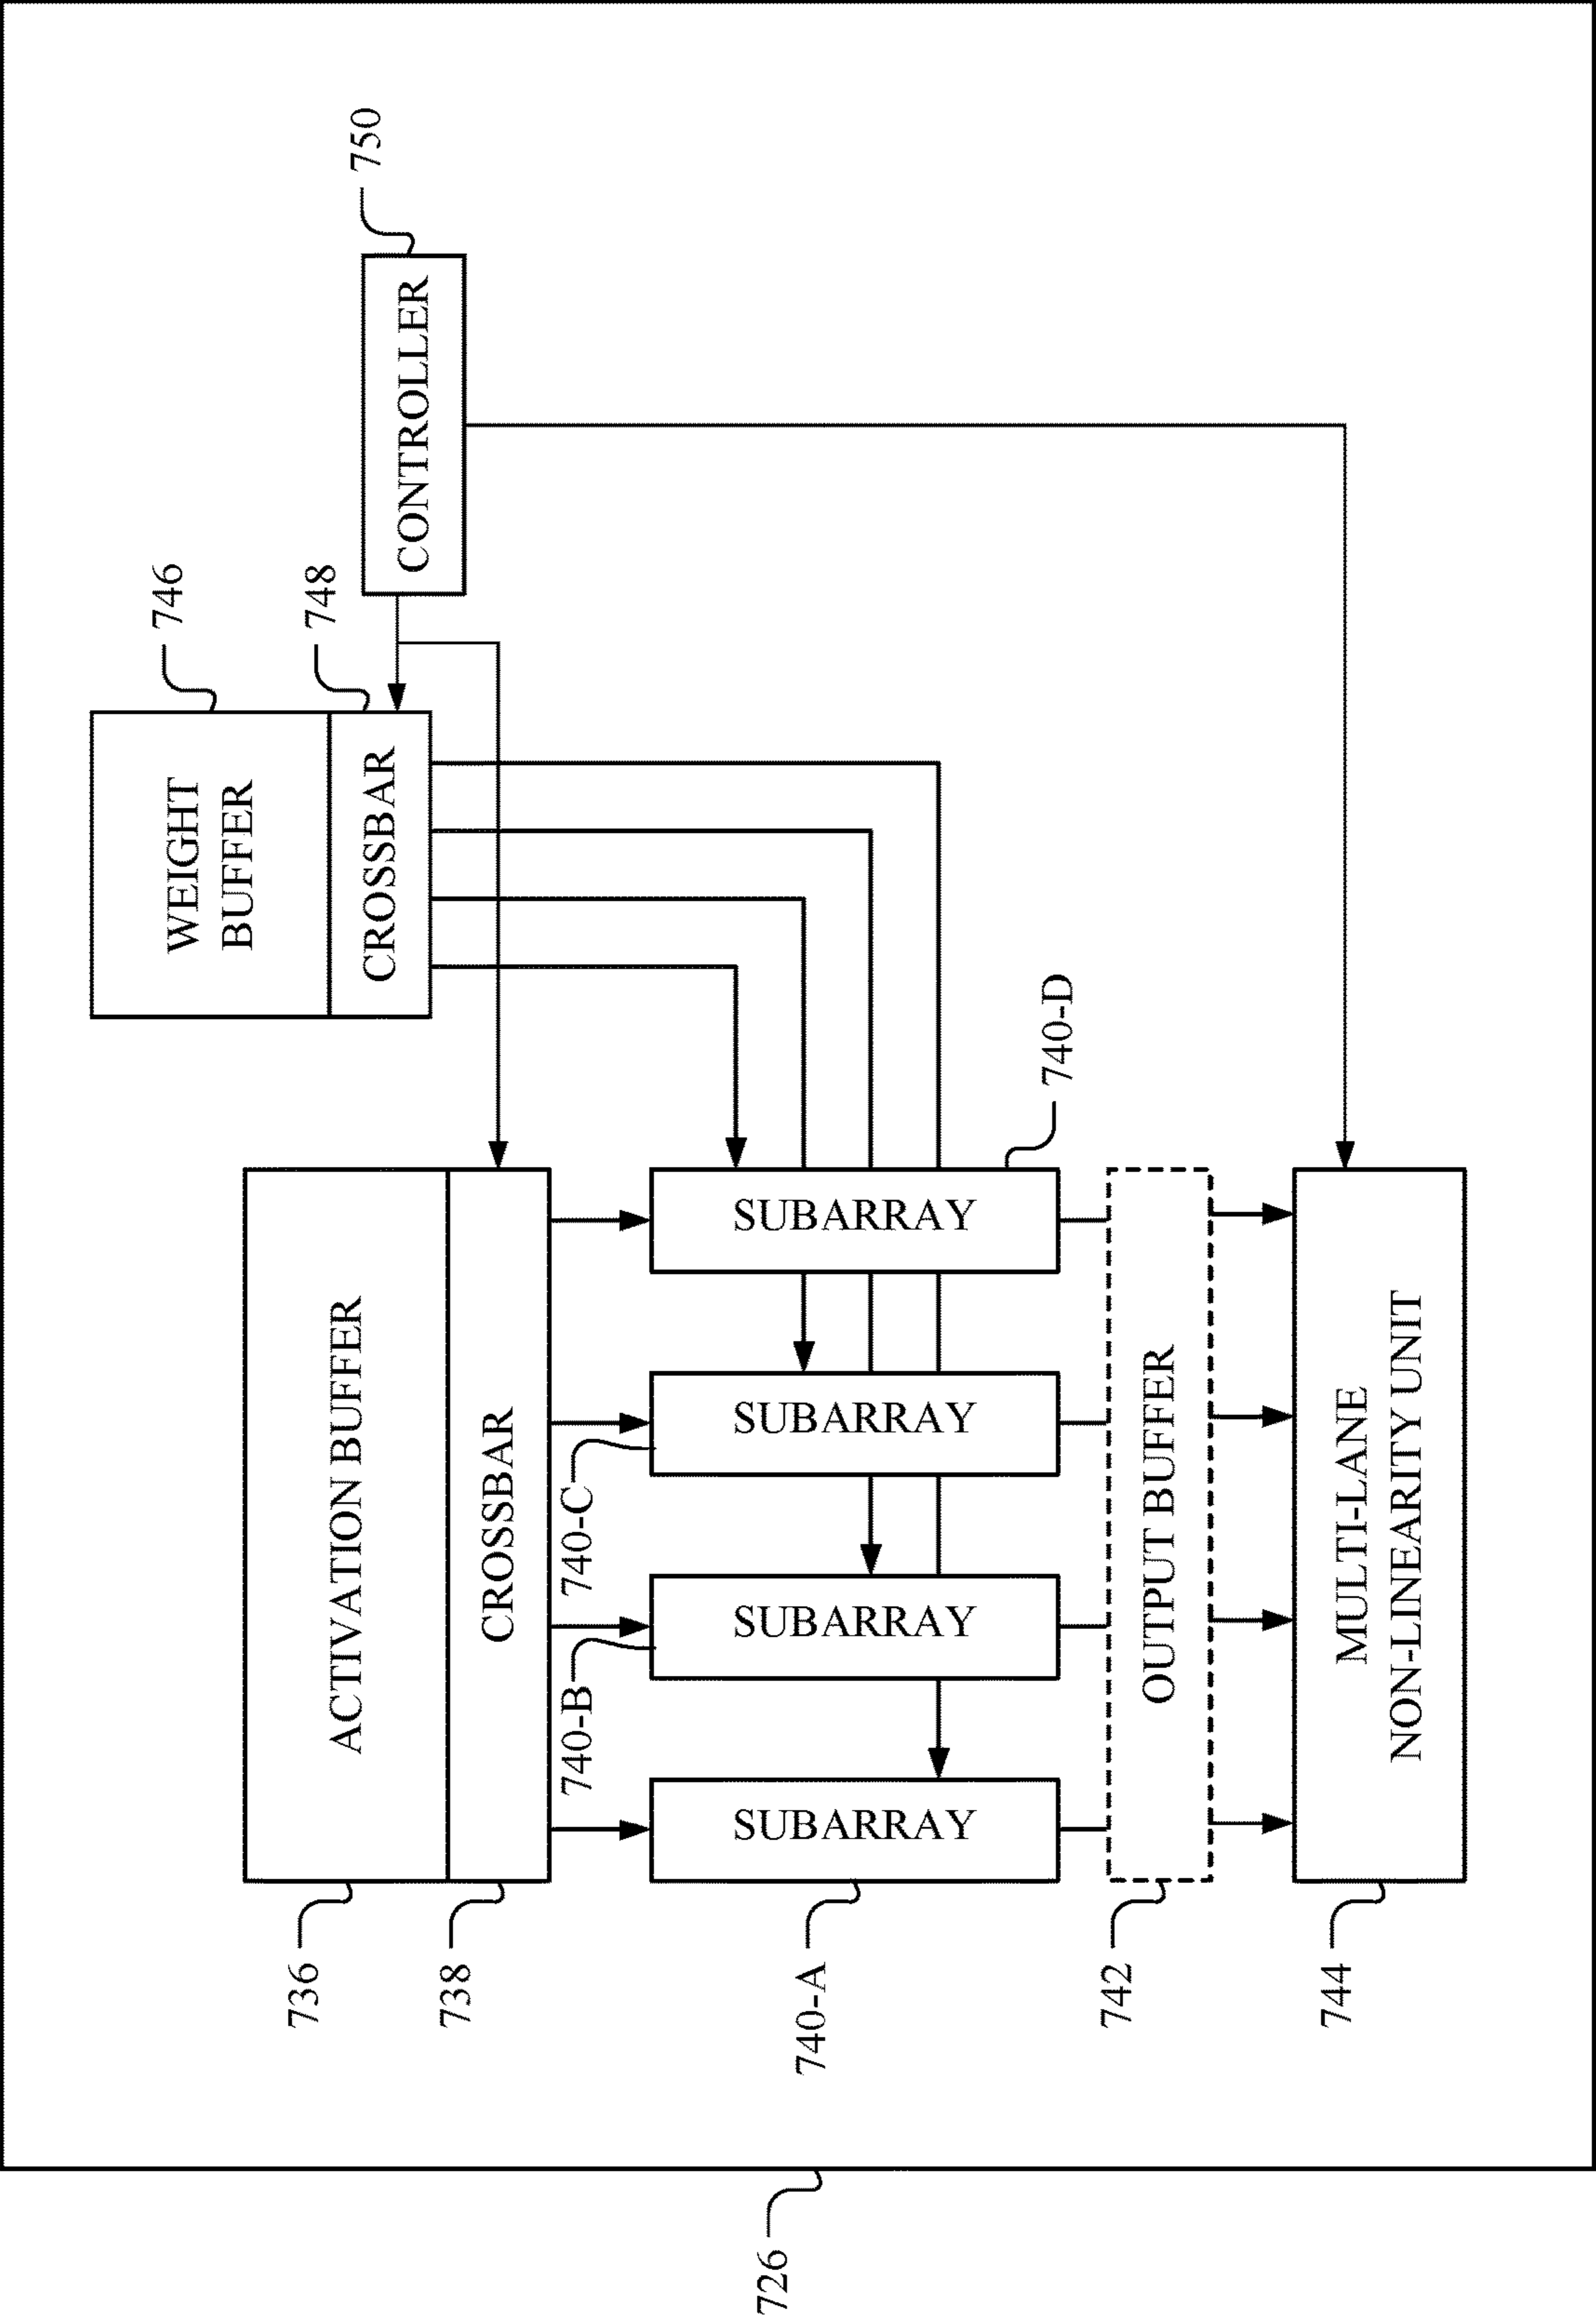 726
736
ACTIVATION BUFFER
738
CROSSBAR
740-B
740-C
740-A
SUBARRAY
SUBARRAY
SUBARRAY
SUBARRAY
740-D
742
OUTPUT BUFFER
744
MULTI-LANE
NON-LINEARITY UNIT
WEIGHT
BUFFER
746
CROSSBAR
748
CONTROLLER
750